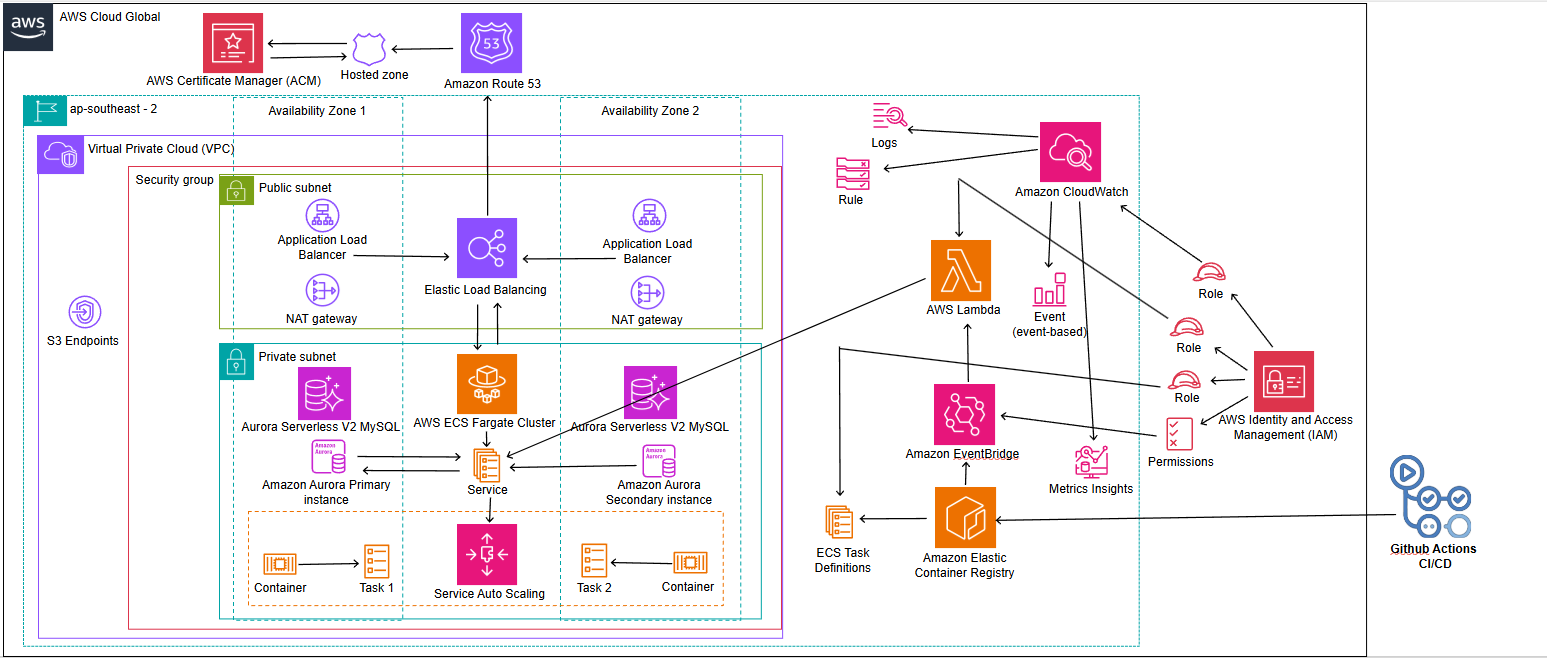 aws
AWS Cloud Global
53
AWS Certificate Manager (ACM)
Hosted zone
Amazon Route 53
ap-southeast - 2
Availability Zone 1
Availability Zone 2
Virtual Private Cloud (VPC)
Security group
Public subnet
Application Load
Balancer
Elastic Load Balancing
Application Load
Balancer
NAT gateway
NAT gateway
S3 Endpoints
Private subnet
Aurora Serverless V2 MySQL
AWS ECS Fargate Cluster
Aurora Serverless V2 MySQL
Amazon
Aurora
Amazon
Aurora
Amazon Aurora Primary
instance
Service
Amazon Aurora
Secondary instance
Container
Task 1
Service Auto Scaling
Task 2
Container
Logs
Rule
Amazon CloudWatch
AWS Lambda
Event
(event-based)
Role
Role
Role
AWS Identity and Access
Management (IAM)
Permissions
Amazon EventBridge
Metrics Insights
ECS Task
Definitions
Amazon Elastic
Container Registry
Github Actions
CI/CD